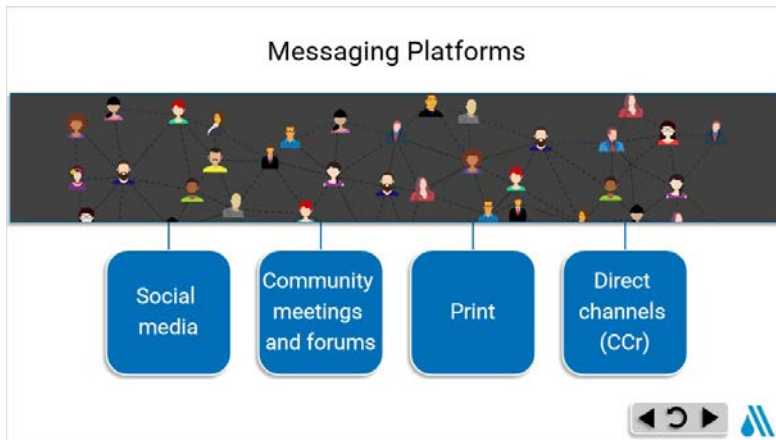 Messaging Platforms
Social
media
Community
meetings
and forums
Print
Direct
channels
(CCr)